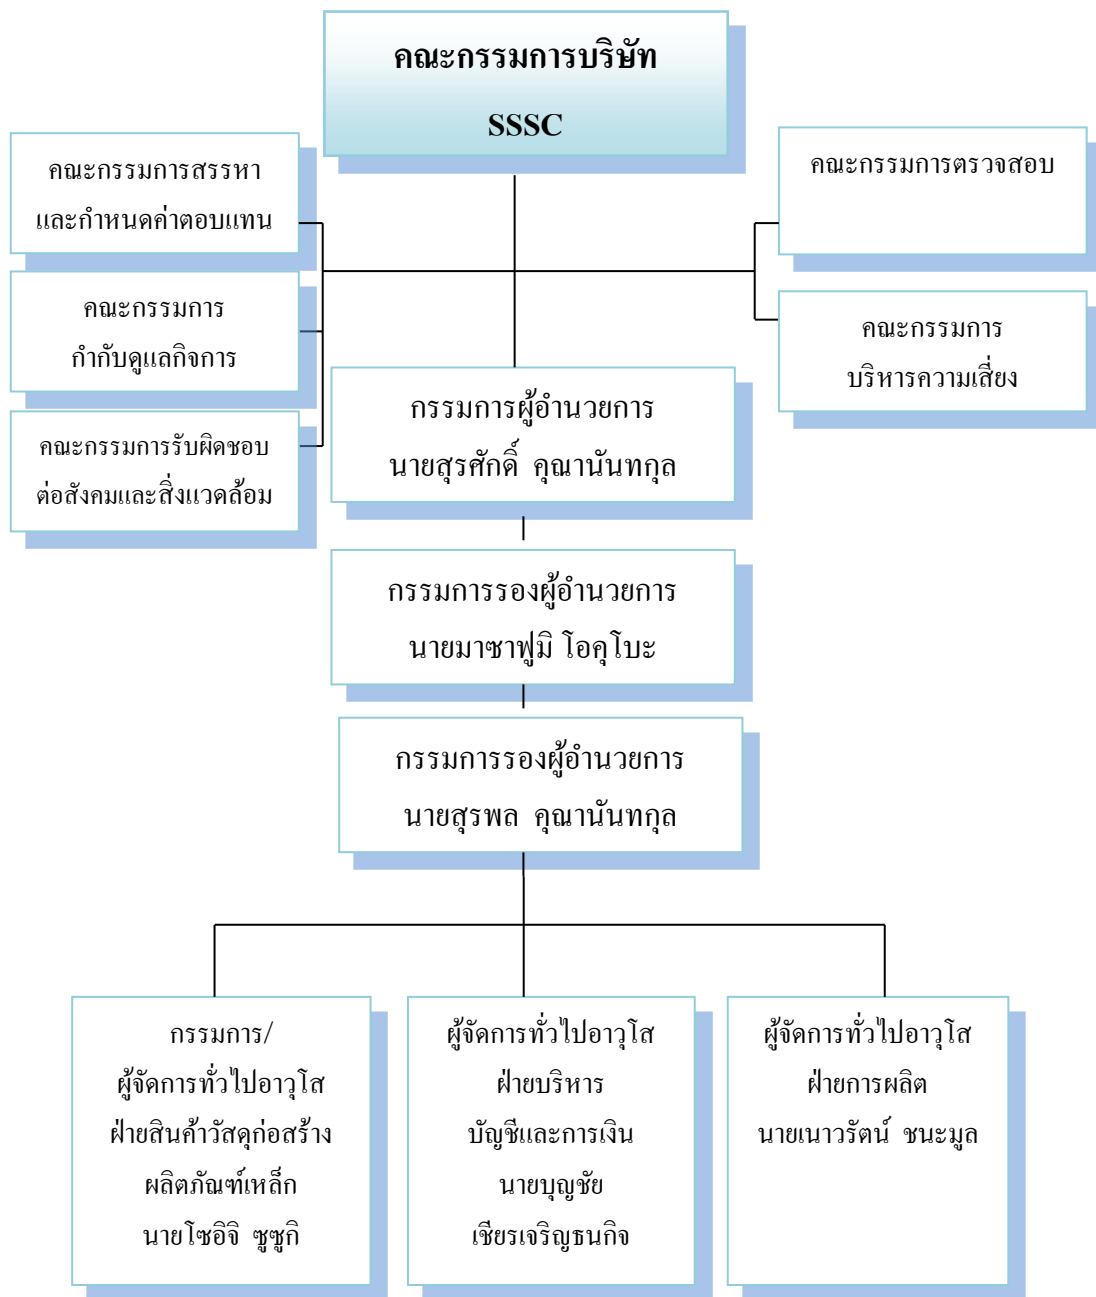 คณะกรรมการบริษัท
SSSC
คณะกรรมการสรรหา
และกำหนดค่าตอบแทน
คณะกรรมการตรวจสอบ
คณะกรรมการ
กำกับดูแลกิจการ
คณะกรรมการ
บริหารความเสี่ยง
คณะกรรมการรับผิดชอบ
ต่อสังคมและสิ่งแวดล้อม
กรรมการผู้อำนวยการ
นายสุรศักดิ์ คุณานันทกุล
กรรมการรองผู้อำนวยการ
นายมาซาฟูมิ โอคุโบะ
กรรมการรองผู้อำนวยการ
นายสุรพล คุณานันทกุล
กรรมการ/
ผู้จัดการทั่วไปอาวุโส
ฝ่ายสินค้าวัสดุก่อสร้าง
ผลิตภัณฑ์เหล็ก
นายโซอิจิ ซูซูกิ
ผู้จัดการทั่วไปอาวุโส
ฝ่ายบริหาร
บัญชีและการเงิน
นายบุญชัย
เชียรเจริญธนกิจ
ผู้จัดการทั่วไปอาวุโส
ฝ่ายการผลิต
นายเนาวรัตน์ ชนะมูล